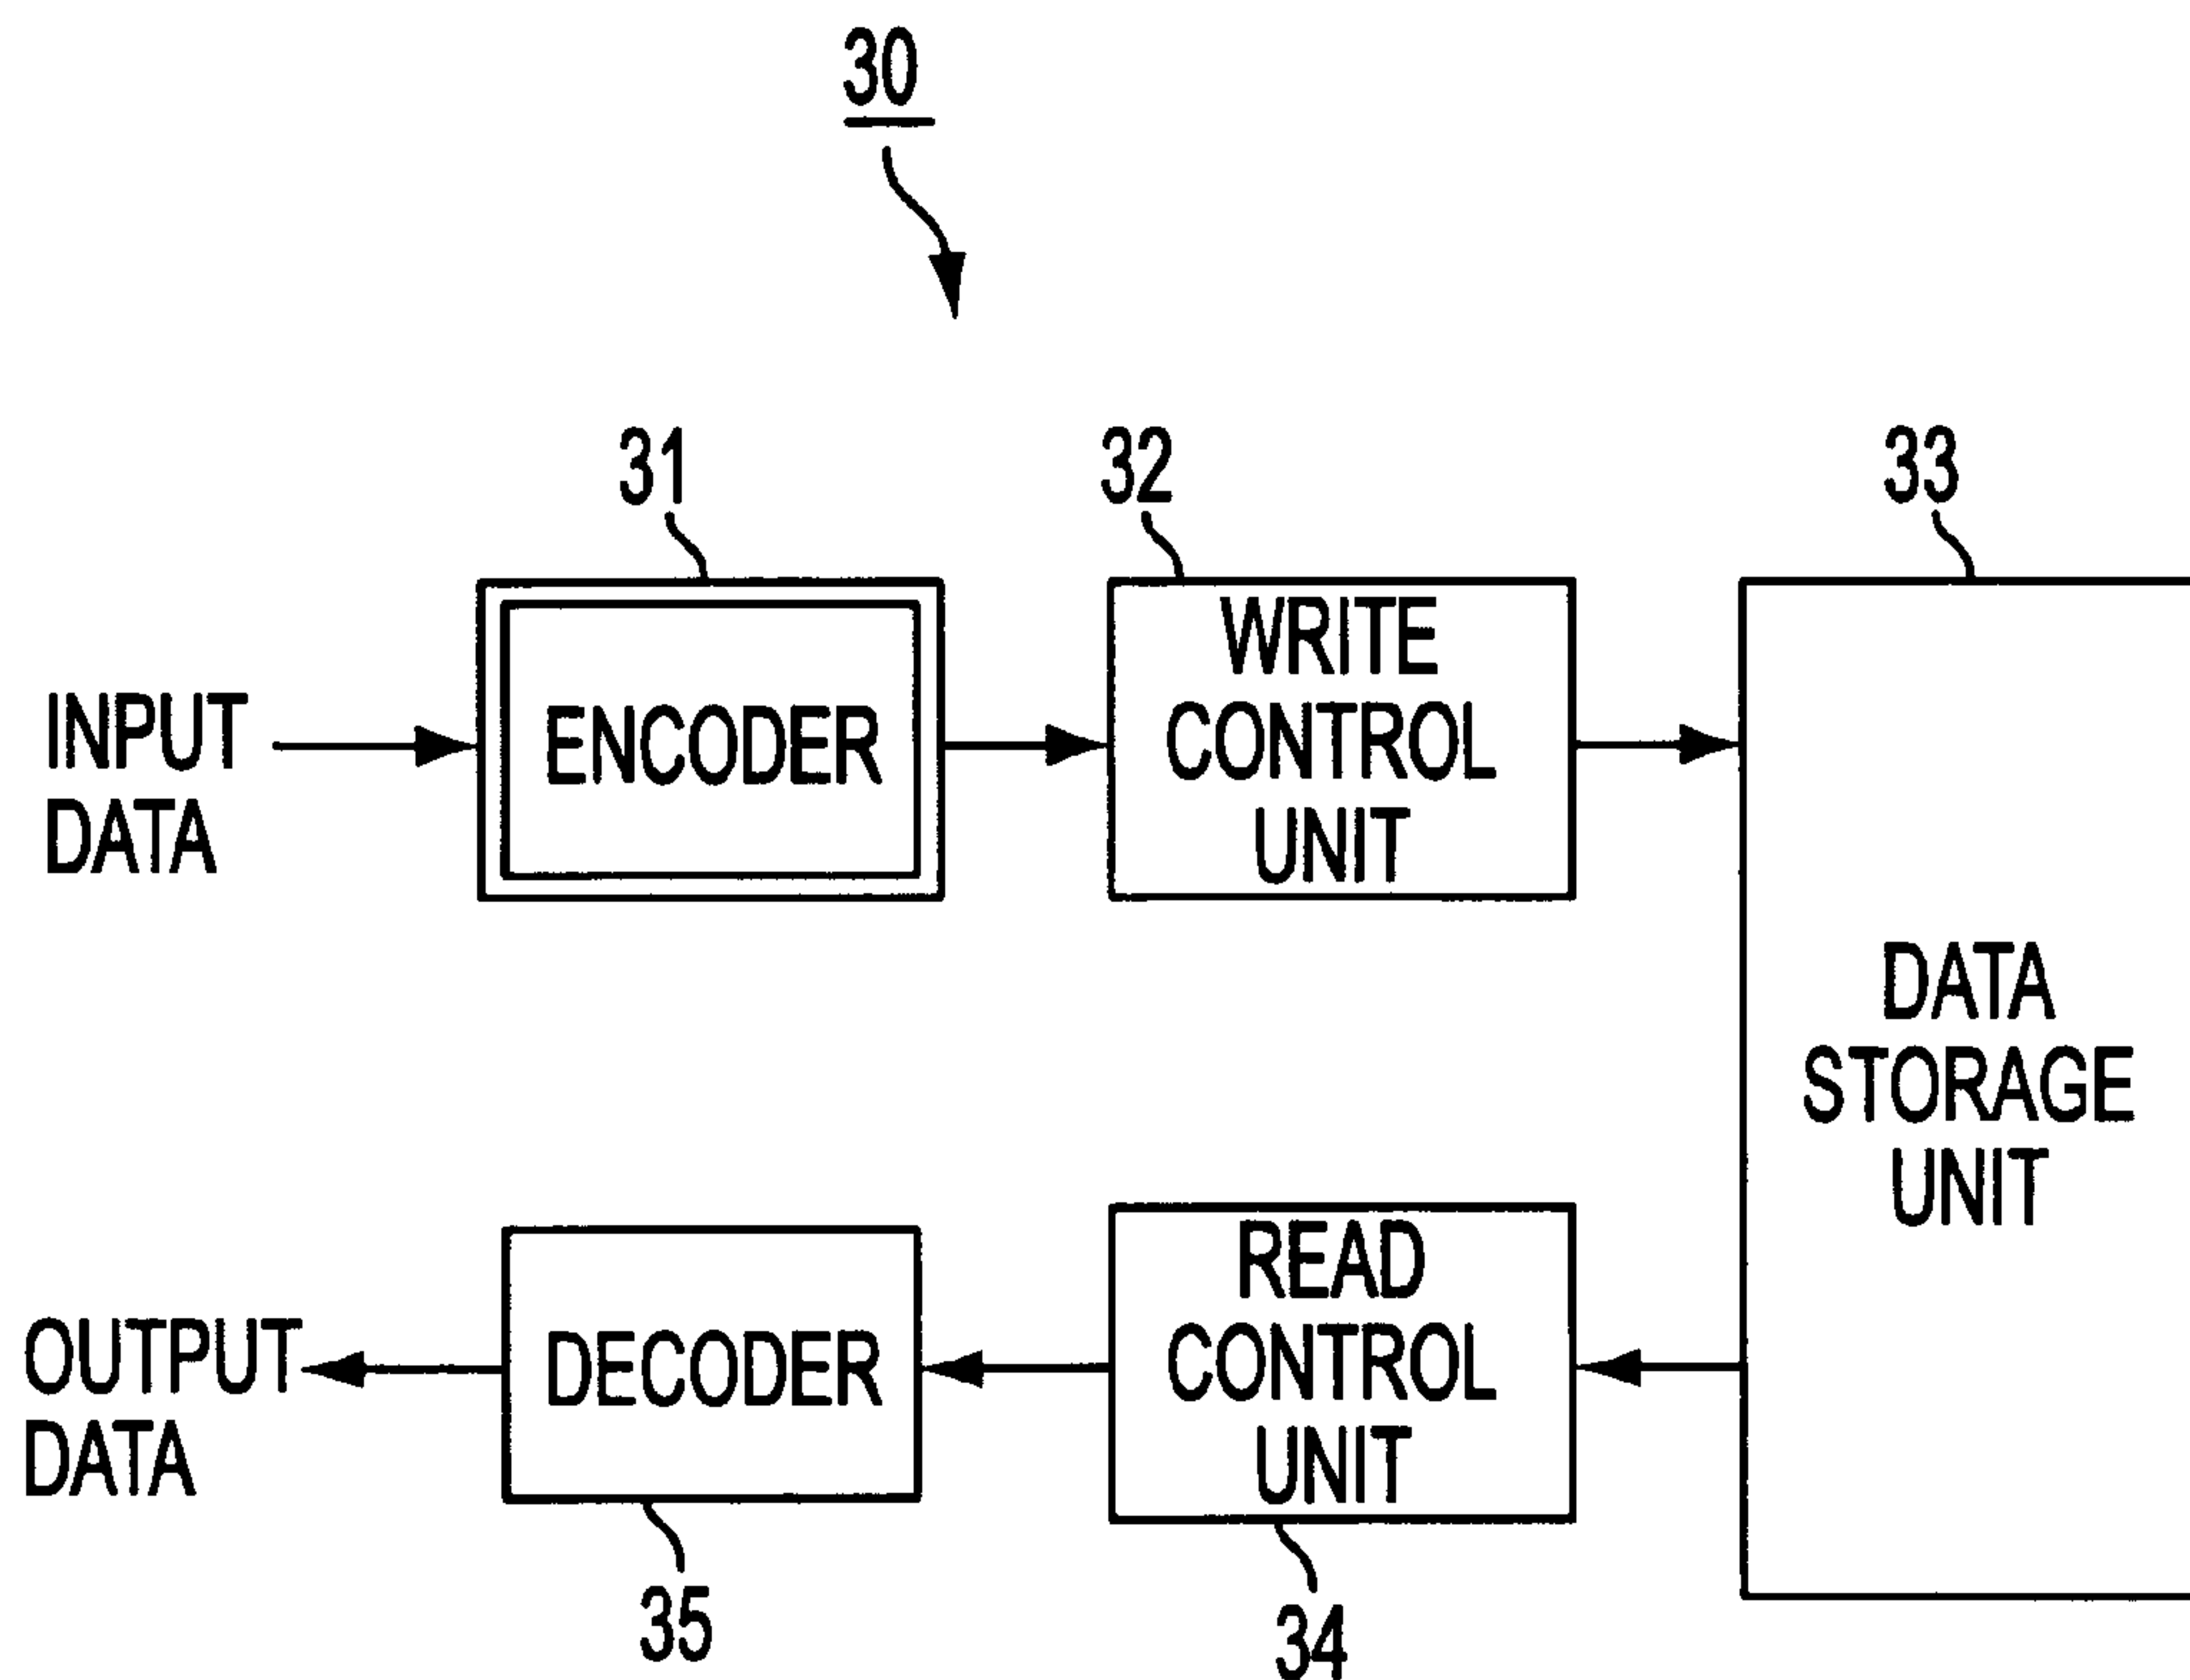 30
31
32
33
INPUT
DATA
ENCODER
WRITE
CONTROL
UNIT
DATA
STORAGE
UNIT
OUTPUT
DATA
DECODER
READ
CONTROL
UNIT
35
34